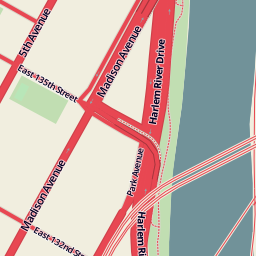 5th Avenue
Madison Avenue
Harlem River Drive
East 135th Street
Park Avenue
Madison Avenue
Harlem Ri
East 132nd St